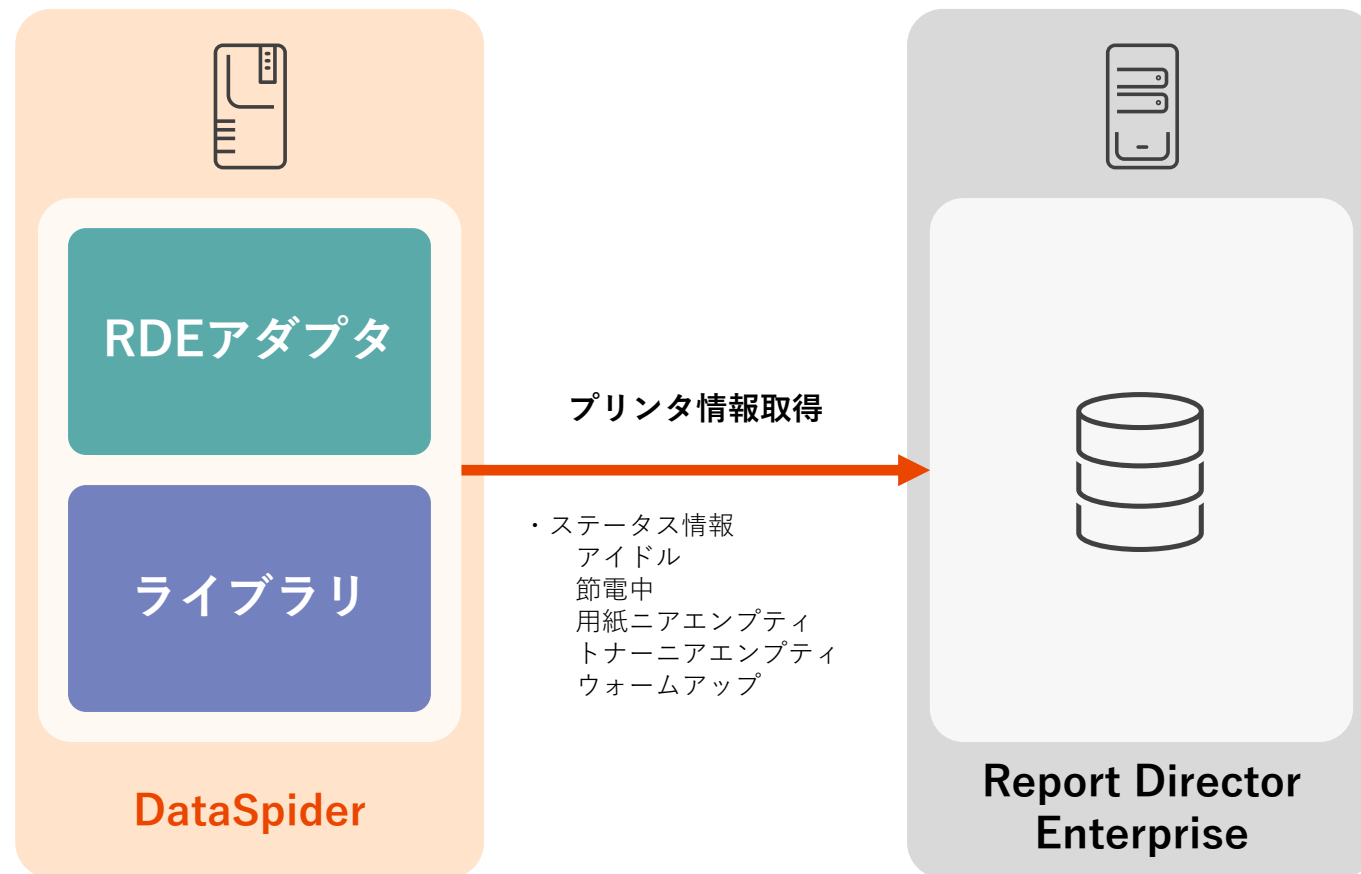 RDEアダプタ
ライブラリ
DataSpider
プリンタ情報取得
・ステータス情報
アイドル
節電中
用紙ニアエンプティ
トナーニアエンプティ
ウォームアップ
Report Director
Enterprise